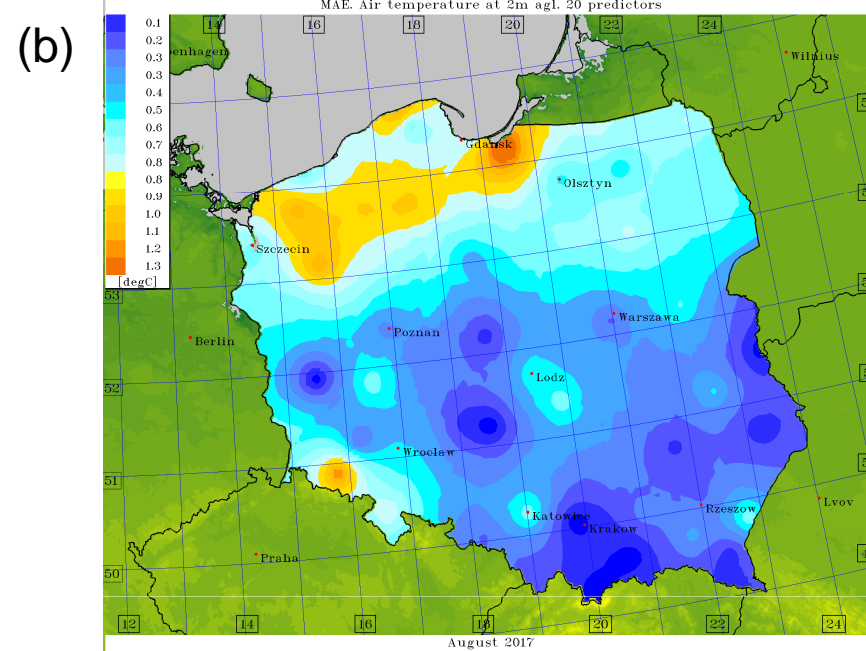 (b)
MAE. Air temperature at 2m agl. 20 predictors
14 16 18 20 22 24
0.1
0.2
0.3
0.3
0.4
0.5
0.6
0.7
0.8
0.8
0.9
1.0
1.1
1.2
1.3
[degC]
penhagen
Wilnius
Gdansk
Olsztyn
Szczecin
53
Berlin
Poznan
Warszawa
52
Lodz
51
Wroclaw
Katowice
Krakow
Rzeszow
Lvov
50
Praha
12 14 16 18 20 22 24
August 2017